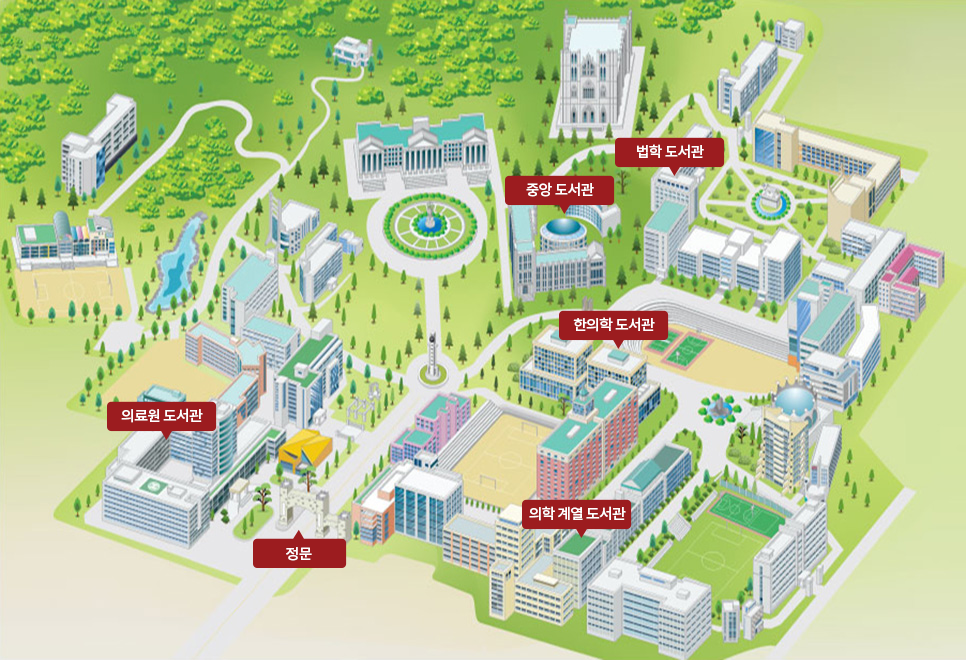 법학 도서관
중앙 도서관
한의학 도서관
의료원 도서관
의학 계열 도서관
정문